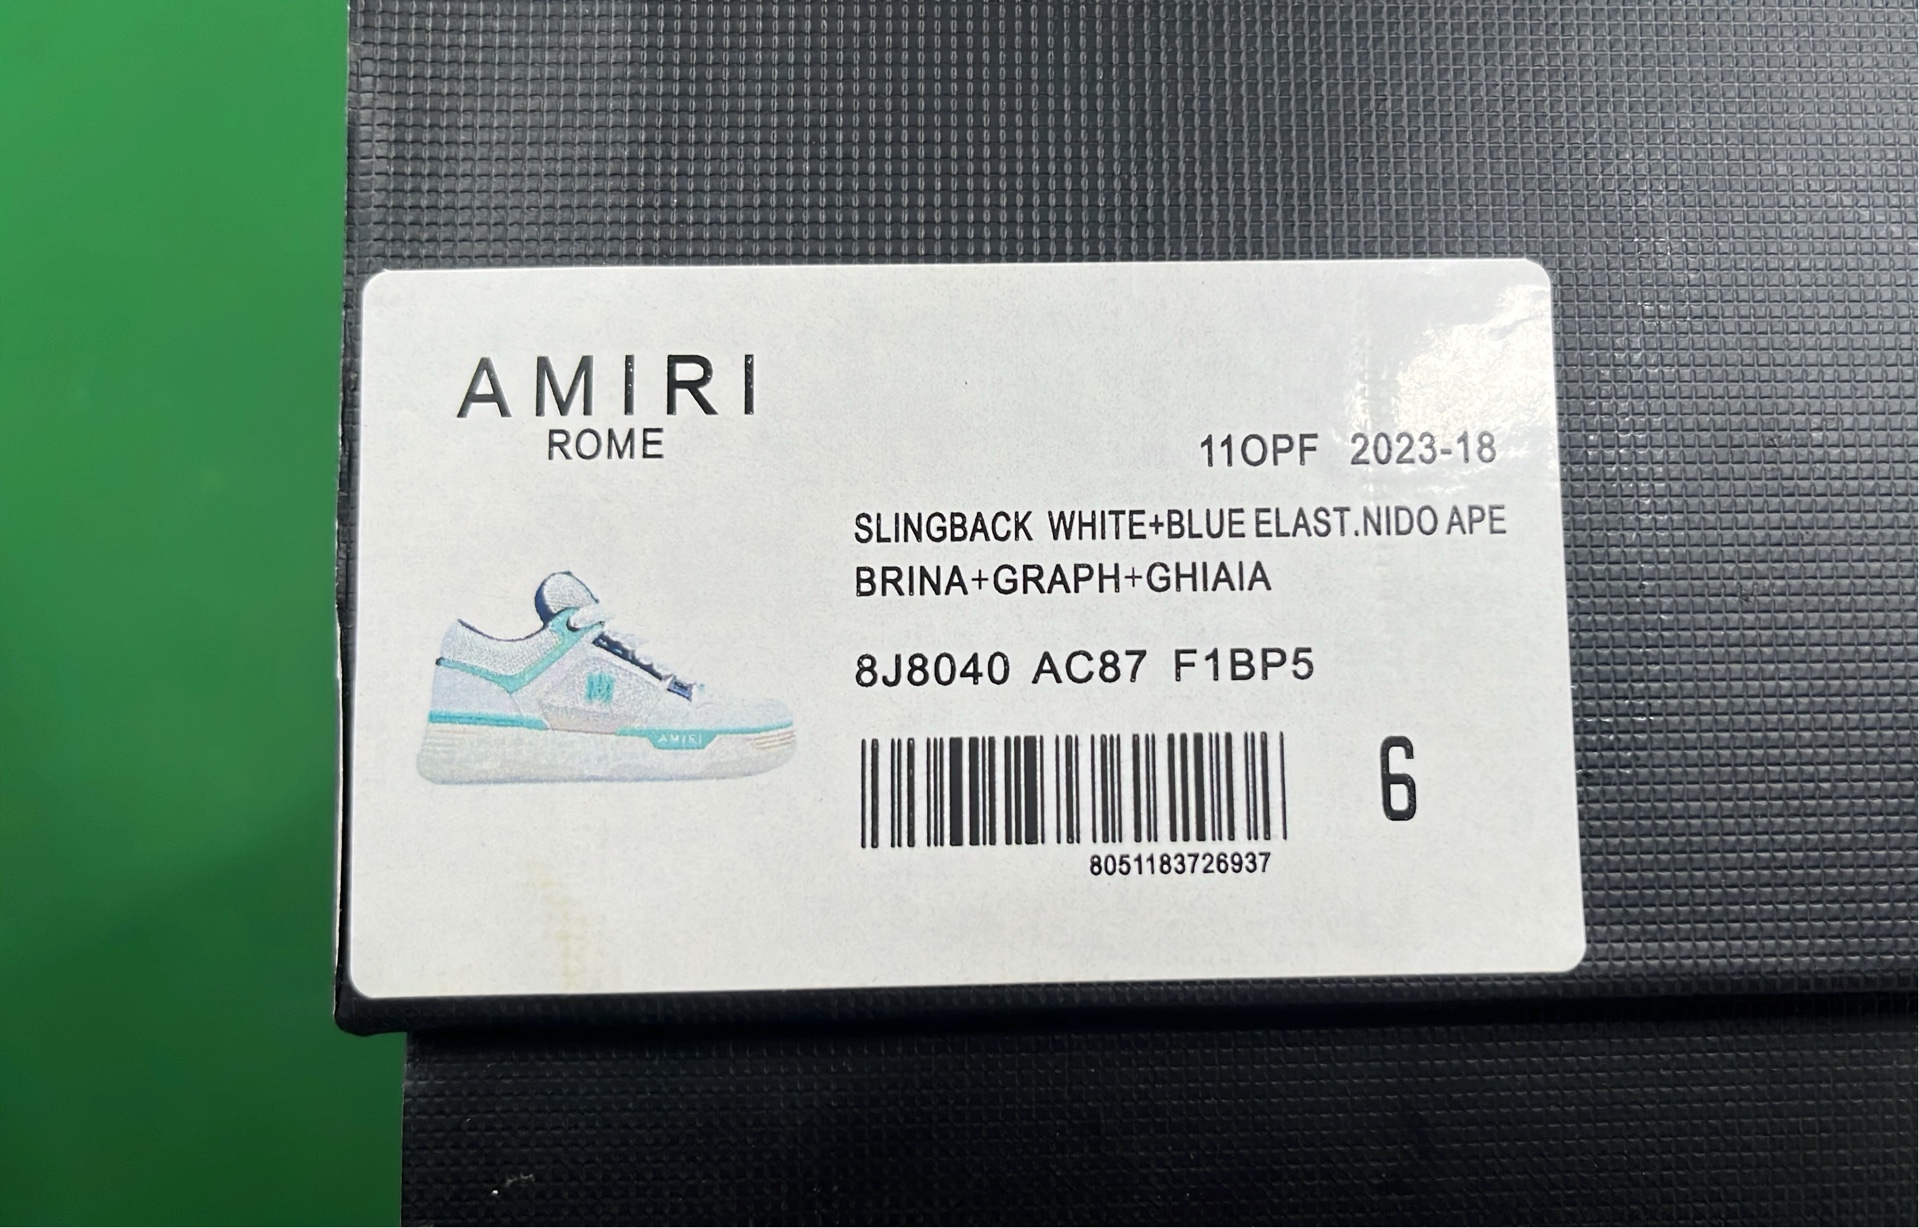 AMIRI
ROME
11OPF 2023-18
SLINGBACK WHITE+BLUE ELAST.NIDO APE
BRINA+GRAPH+GHIAIA
8J8040 AC87 F1BP5
AMIRI
6
8051183726937